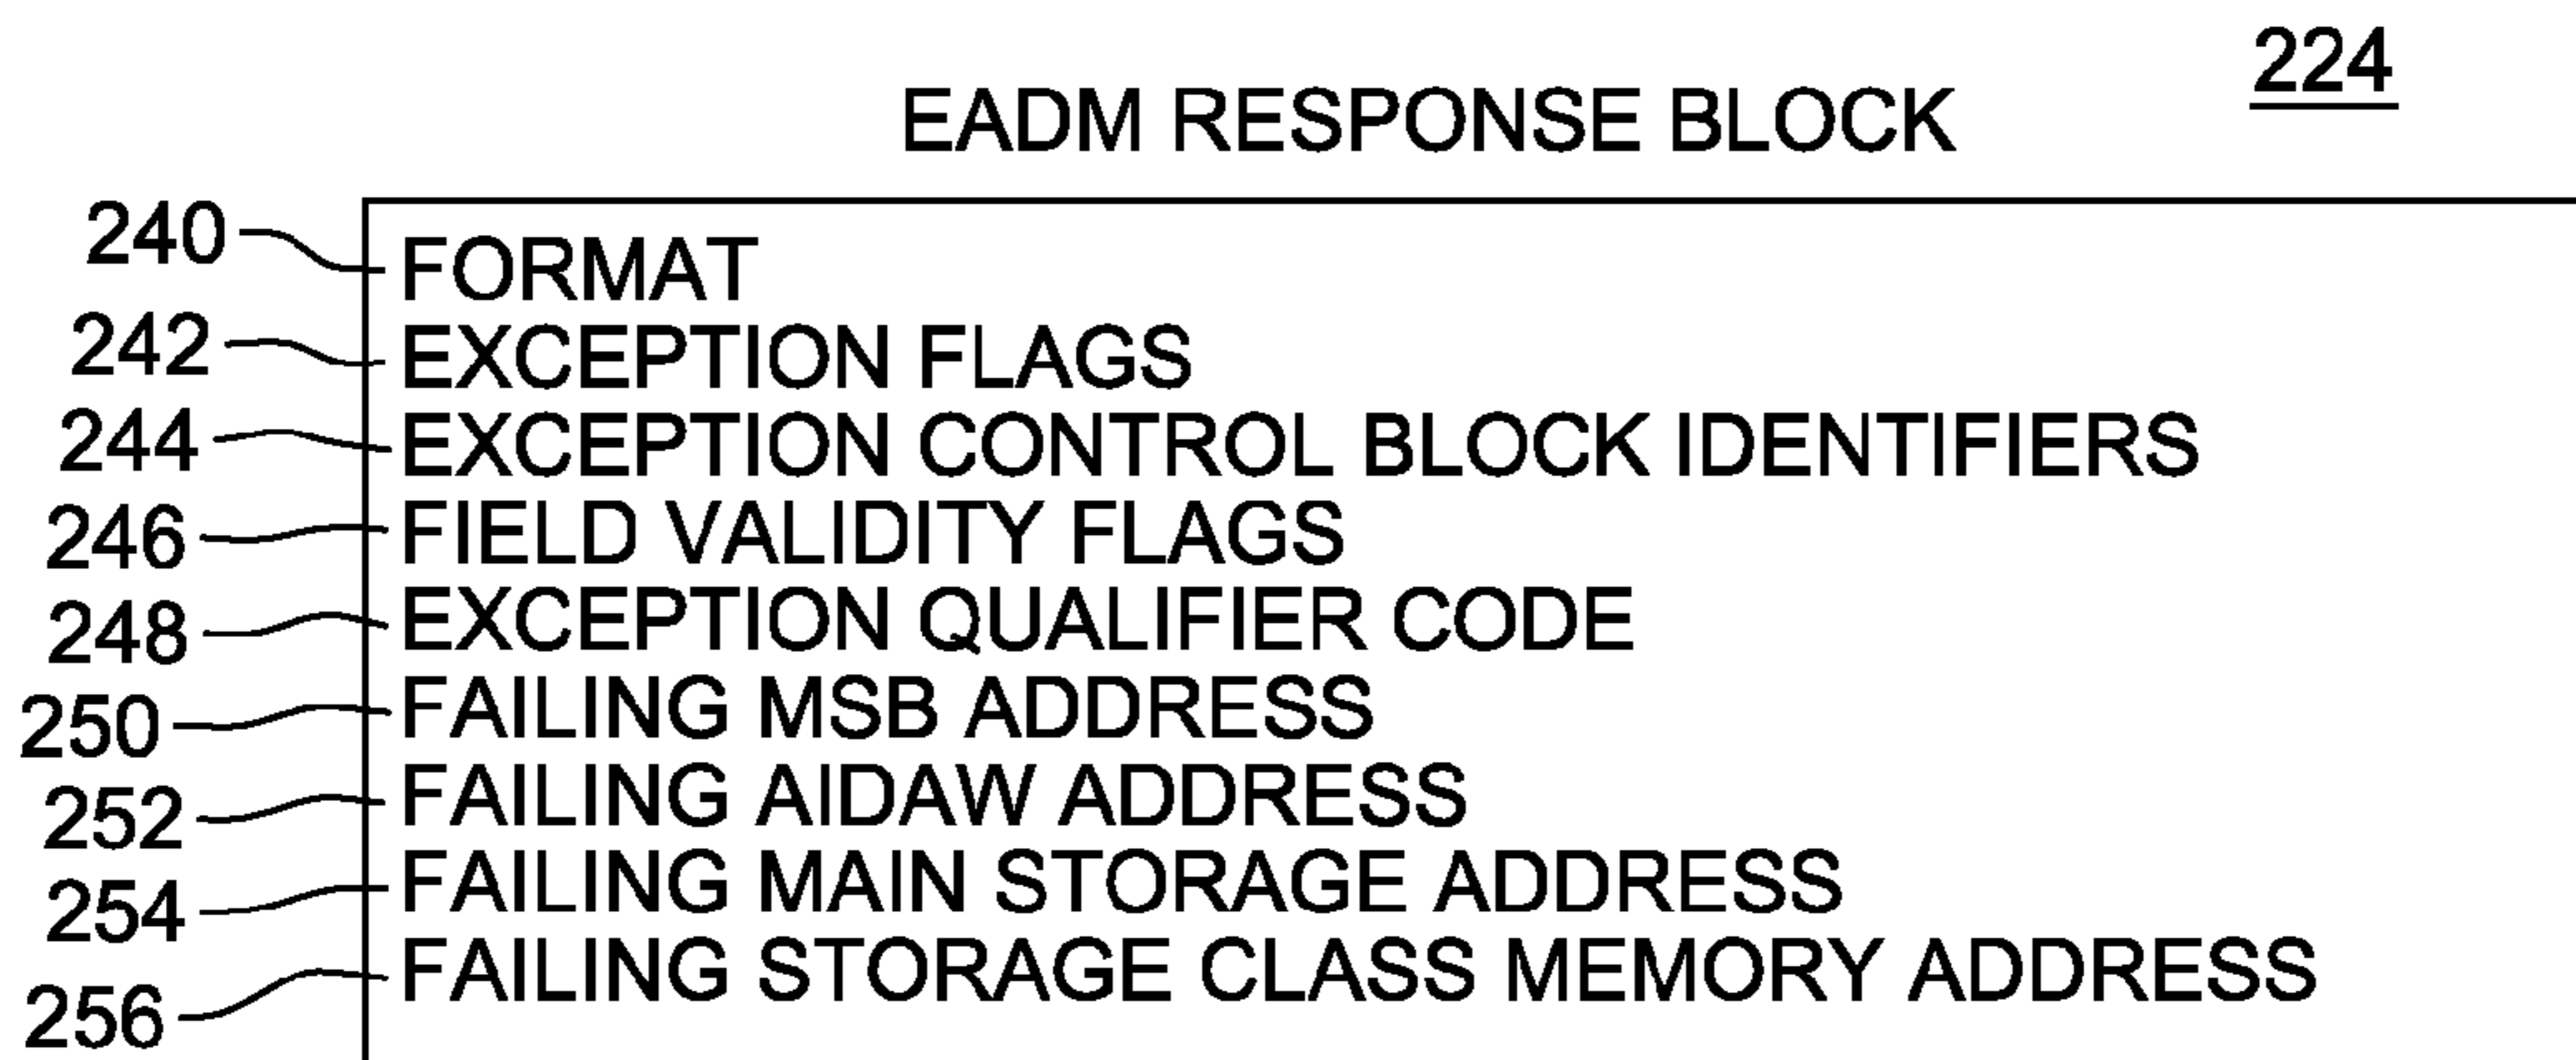 224
EADM RESPONSE BLOCK
240 FORMAT
242 EXCEPTION FLAGS
244 EXCEPTION CONTROL BLOCK IDENTIFIERS
246 FIELD VALIDITY FLAGS
248 EXCEPTION QUALIFIER CODE
250 FAILING MSB ADDRESS
252 FAILING AIDAW ADDRESS
254 FAILING MAIN STORAGE ADDRESS
256 FAILING STORAGE CLASS MEMORY ADDRESS